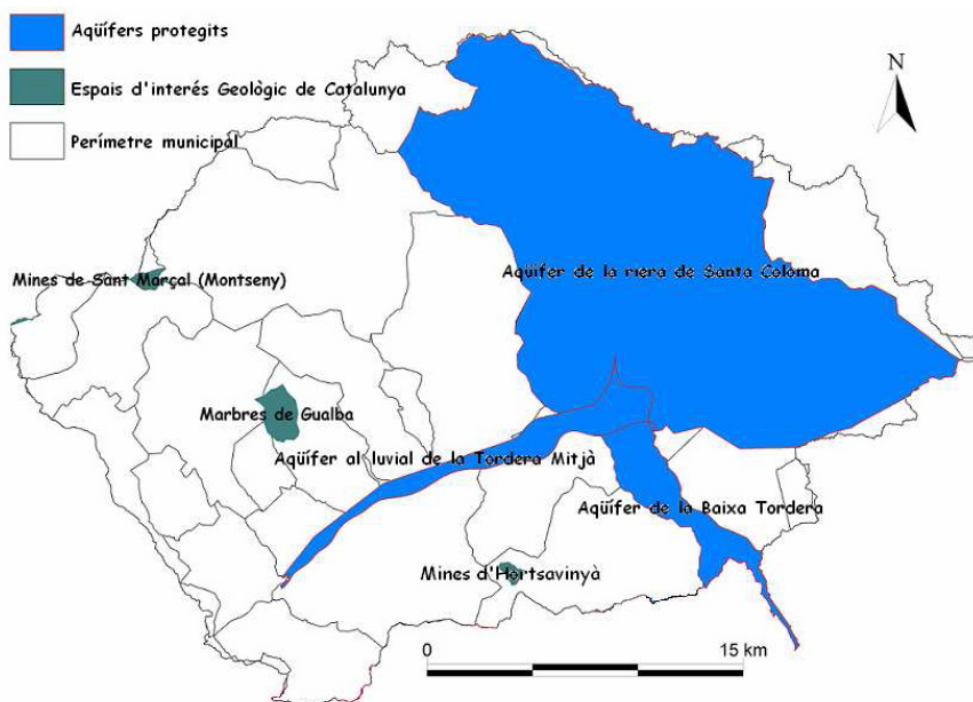 Aqüífers protegits
Espais d'interés Geològic de Catalunya
Perímetre municipal
N
Aqüífer de la riera de Santa Coloma
Mines de Sant Marçal (Montseny)
Marbres de Gualba
Aqüífer al luvial de la Tordera Mitjà
Aqüífer de la Baixa Tordera
Mines d'Hortsavinyà
0
15 km